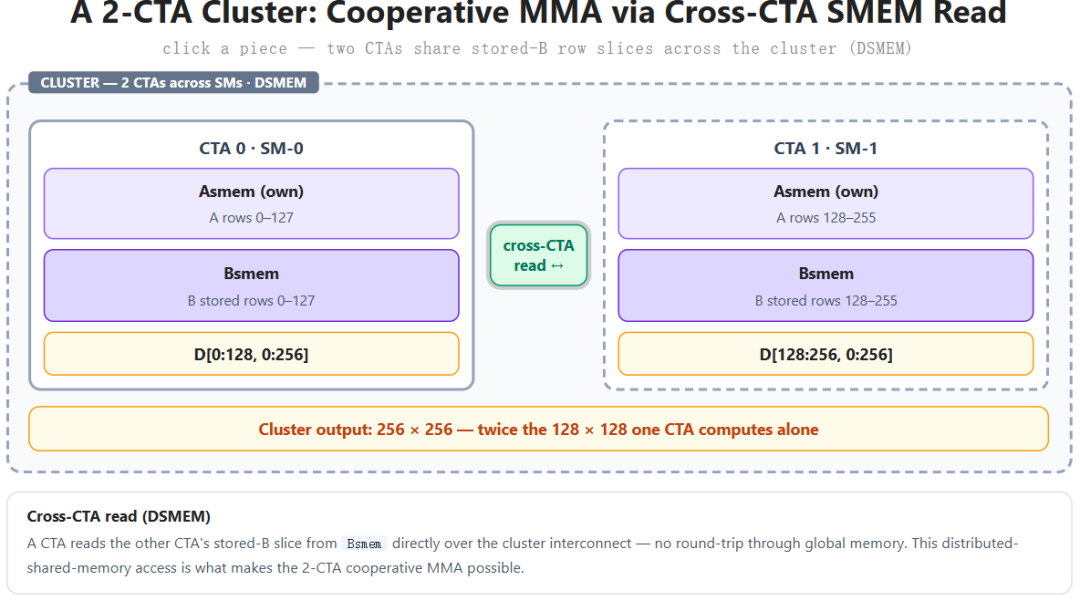 A 2-CTA Cluster: Cooperative MMA via Cross-CTA SMEM Read
click a piece — two CTAs share stored-B row slices across the cluster (DSMEM)
CLUSTER — 2 CTAs across SMs · DSMEM
CTA 0 · SM-0
Asmem (own)
A rows 0–127
Bsmem
B stored rows 0–127
D[0:128, 0:256]
cross-CTA
read ↔
CTA 1 · SM-1
Asmem (own)
A rows 128–255
Bsmem
B stored rows 128–255
D[128:256, 0:256]
Cluster output: 256 × 256 — twice the 128 × 128 one CTA computes alone
Cross-CTA read (DSMEM)
A CTA reads the other CTA's stored-B slice from Bsmem directly over the cluster interconnect — no round-trip through global memory. This distributed-
shared-memory access is what makes the 2-CTA cooperative MMA possible.